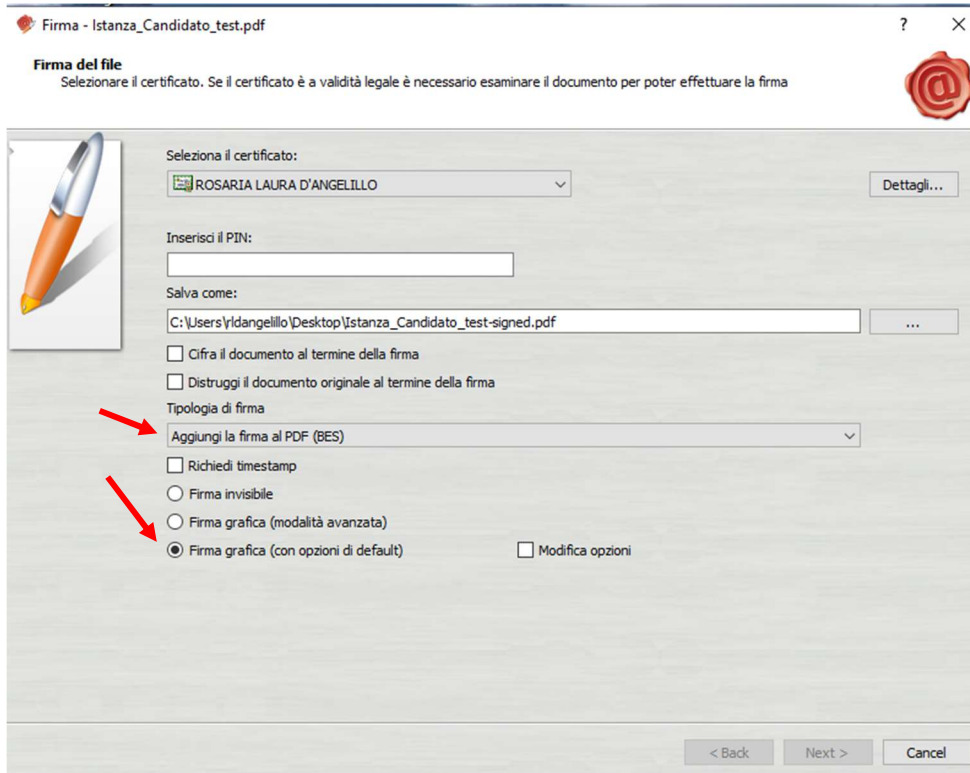 Firma - Istanza_Candidato_test.pdf
?
Firma del file
Selezionare il certificato. Se il certificato è a validità legale è necessario esaminare il documento per poter effettuare la firma
Seleziona il certificato:
ROSARIA LAURA D'ANGELILLO
Dettagli...
Inserisci il PIN:
Salva come:
C:\Users\rldangelillo\Desktop\Istanza_Candidato_test-signed.pdf
...
Cifra il documento al termine della firma
Distruggi il documento originale al termine della firma
Tipologia di firma
Aggiungi la firma al PDF (BES)
Richiedi timestamp
Firma invisibile
Firma grafica (modalità avanzata)
Firma grafica (con opzioni di default)
Modifica opzioni
< Back
Next >
Cancel